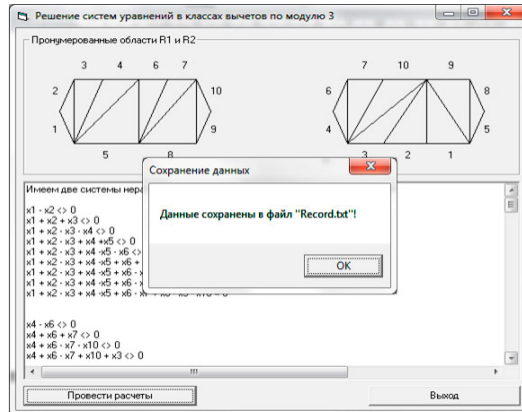 Решение систем уравнений в классах вычетов по модулю 3
Пронумерованные области R1 и R2
3 4 6 7
2 10
1 9
5 8
7 10 9
6 8
4 5
3 2 1
Сохранение данных
Данные сохранены в файл "Record.txt"!
OK
Имеем две системы
x1 - x2 <> 0
x1 + x2 + x3 <> 0
x1 + x2 - x3 - x4 <> 0
x1 + x2 - x3 + x4 +x5 <> 0
x1 + x2 - x3 + x4 -x5 - x6 <>
x1 + x2 - x3 + x4 -x5 + x6 +
x1 + x2 - x3 + x4 -x5 + x6 -
x1 + x2 - x3 + x4 -x5 + x6 -
x1 + x2 - x3 + x4 -x5 + x6 -
x4 - x6 <> 0
x4 + x6 + x7 <> 0
x4 + x6 - x7 - x10 <> 0
x4 + x6 - x7 + x10 + x3 <> 0
Провести расчеты
Выход